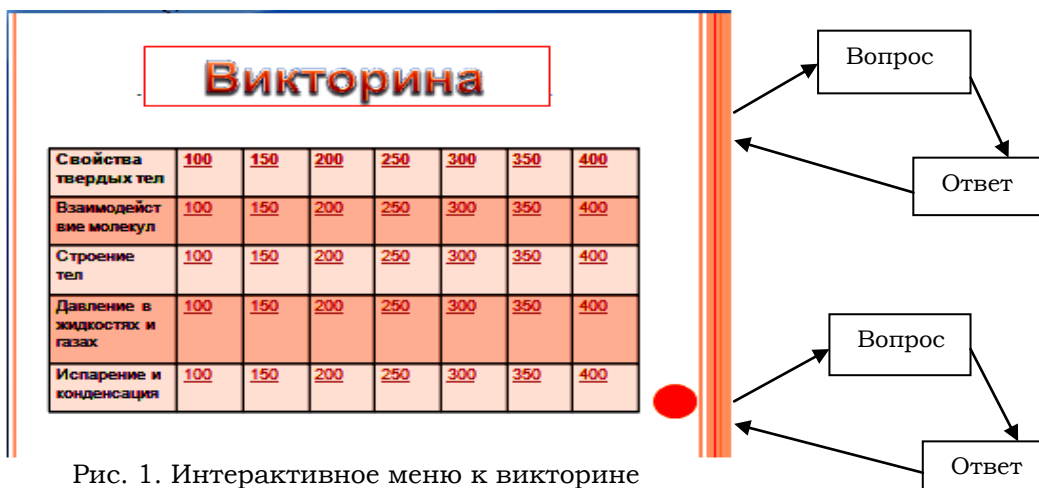 Викторина
Свойства 100 150 200 250 300 350 400
твердых тел
Взаимодейст 100 150 200 250 300 350 400
вие молекул
Строение 100 150 200 250 300 350 400
тел
Давление в 100 150 200 250 300 350 400
жидкостях и
газах
Испарение и 100 150 200 250 300 350 400
конденсация
Вопрос
Ответ
Вопрос
Ответ
Рис. 1. Интерактивное меню к викторине